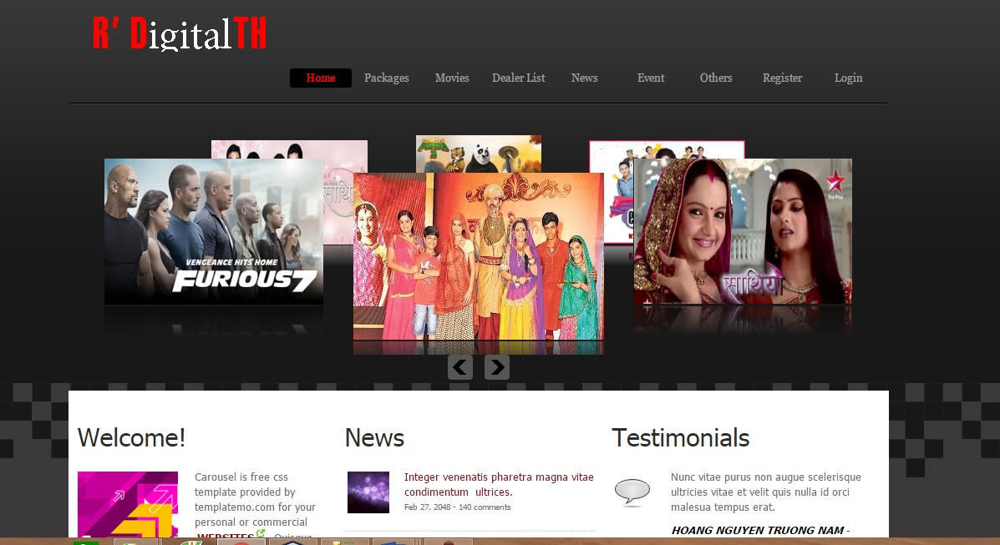 R' DigitalTH
Home Packages Movies Dealer List News Event Others Register Login
VENGEANCE HITS HOME
FURIOUS7
StarPlus
साथिया
Welcome!
Carousel is free css
template provided by
templatemo.com for your
personal or commercial
WEBSITES Quisque
News
Integer venenatis pharetra magna vitae
condimentum ultrices.
Feb 27, 2048 - 140 comments
Testimonials
Nunc vitae purus non augue scelerisque
ultricies vitae et velit quis nulla id orci
malesua tempus erat.
HOANG NGUYEN TRUONG NAM -